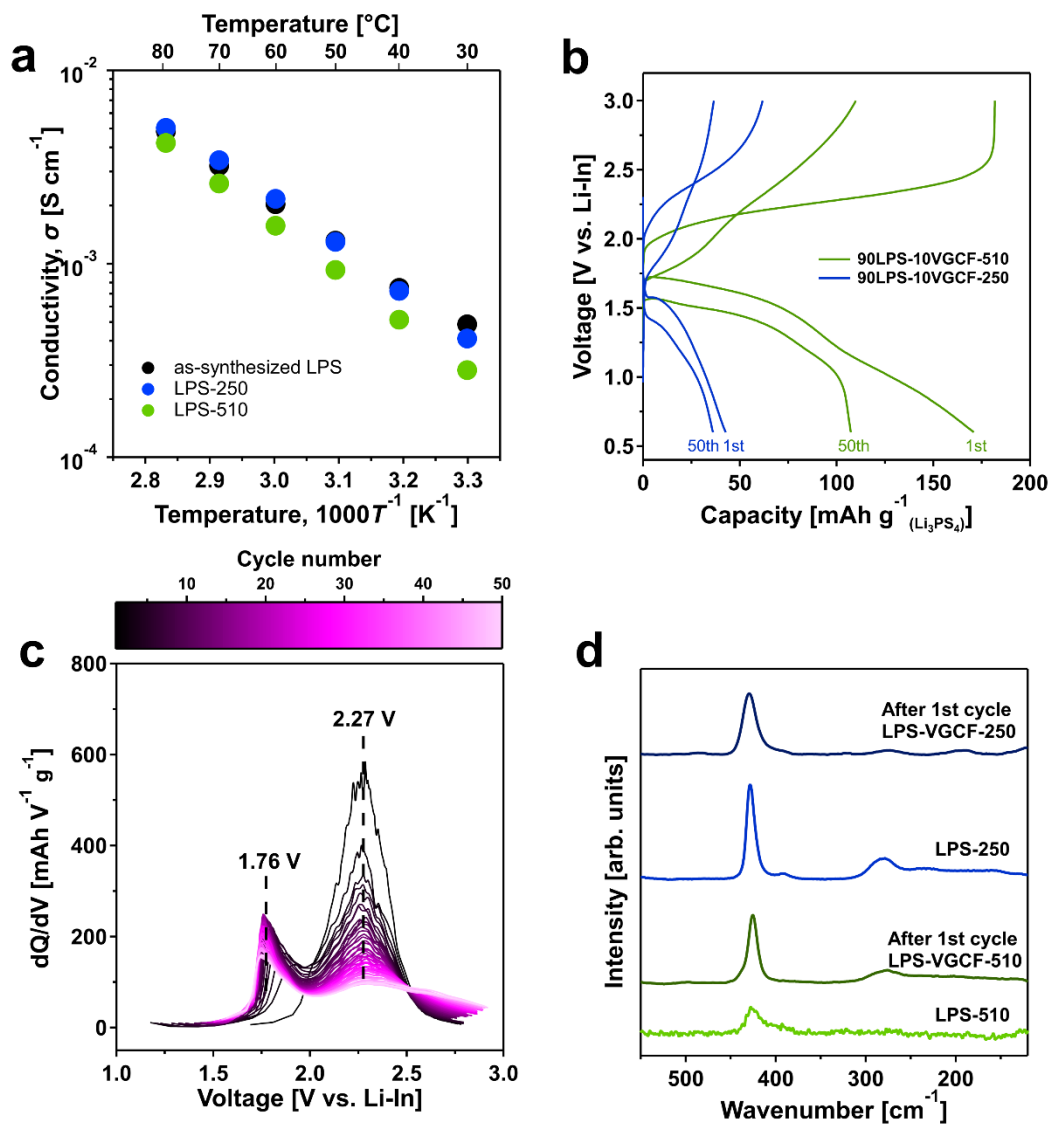 a
Temperature [°C]
80 70 60 50 40 30
Conductivity, σ [S cm⁻¹]
10⁻²
10⁻³
10⁻⁴
as-synthesized LPS
LPS-250
LPS-510
2.8 2.9 3.0 3.1 3.2 3.3
Temperature, 1000T⁻¹ [K⁻¹]
b
Voltage [V vs. Li-In]
3.0
2.5
2.0
1.5
1.0
0.5
90LPS-10VGCF-510
90LPS-10VGCF-250
50th 1st 50th 1st
0 50 100 150 200
Capacity [mAh g⁻¹ (Li₃PS₄)]
Cycle number
10 20 30 40 50
c
dQ/dV [mAh V⁻¹ g⁻¹]
800
600
400
200
0
1.76 V
2.27 V
1.0 1.5 2.0 2.5 3.0
Voltage [V vs. Li-In]
d
Intensity [arb. units]
After 1st cycle
LPS-VGCF-250
LPS-250
After 1st cycle
LPS-VGCF-510
LPS-510
500 400 300 200
Wavenumber [cm⁻¹]